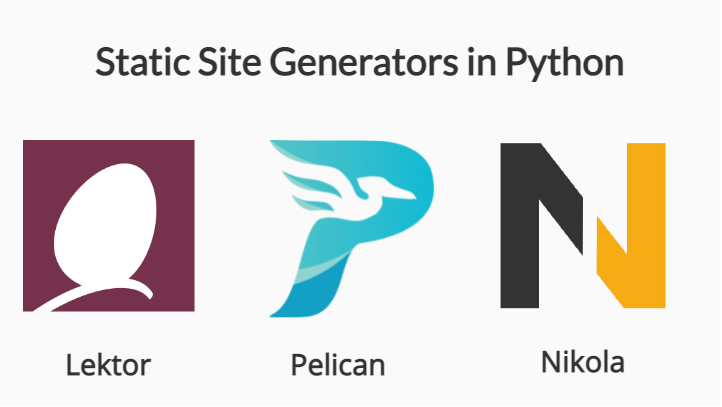 Static Site Generators in Python
Lektor
Pelican
Nikola